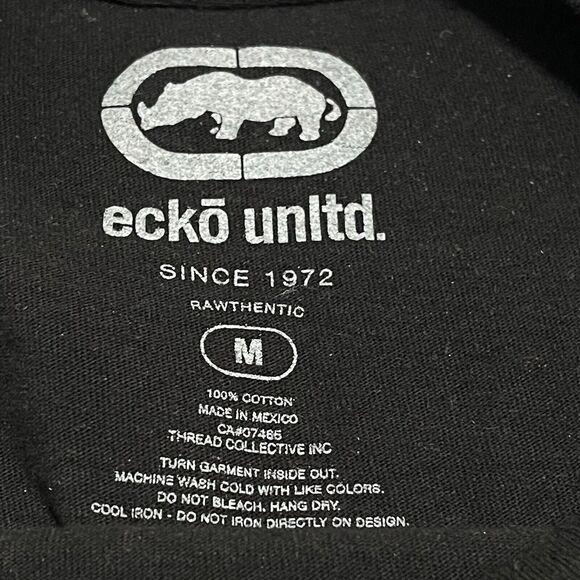 eckō unltd.
SINCE 1972
RAWTHENTIC
M
100% COTTON
MADE IN MEXICO
CA#07485
THREAD COLLECTIVE INC
TURN GARMENT INSIDE OUT.
MACHINE WASH COLD WITH LIKE COLORS.
DO NOT BLEACH. HANG DRY.
COOL IRON - DO NOT IRON DIRECTLY ON DESIGN.